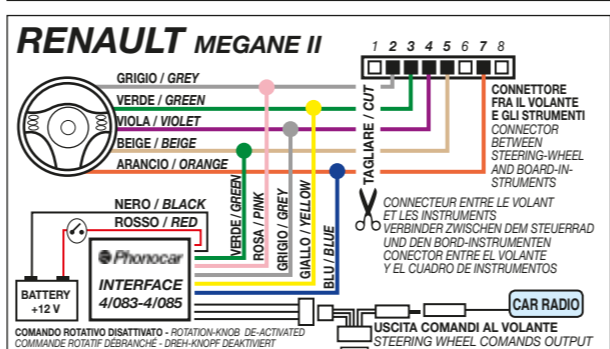 RENAULT MEGANE II
1 2 3 4 5 6 7 8
GRIGIO / GREY
VERDE / GREEN
VIOLA / VIOLET
BEIGE / BEIGE
ARANCIO / ORANGE
TAGLIARE / CUT
CONNETTORE
FRA IL VOLANTE
E GLI STRUMENTI
CONNECTOR
BETWEEN
STEERING-WHEEL
AND BOARD-IN-
STRUMENTS
CONNECTEUR ENTRE LE VOLANT
ET LES INSTRUMENTS
VERBINDER ZWISCHEN DEM STEUERRAD
UND DEN BORD-INSTRUMENTEN
CONECTOR ENTRE EL VOLANTE
Y EL CUADRO DE INSTRUMENTOS
NERO / BLACK
ROSSO / RED
VERDE / GREEN
ROSA / PINK
GRIGIO / GREY
GIALLO / YELLOW
BLU / BLUE
Phonocar
INTERFACE
4/083-4/085
BATTERY
+12 V
CAR RADIO
USCITA COMANDI AL VOLANTE
STEERING WHEEL COMANDS OUTPUT
COMANDO ROTATIVO DISATTIVATO - ROTATION-KNOB DE-ACTIVATED
COMMANDE ROTATIF DÉBRANCHÉ - DREH-KNOPF DEAKTIVIERT